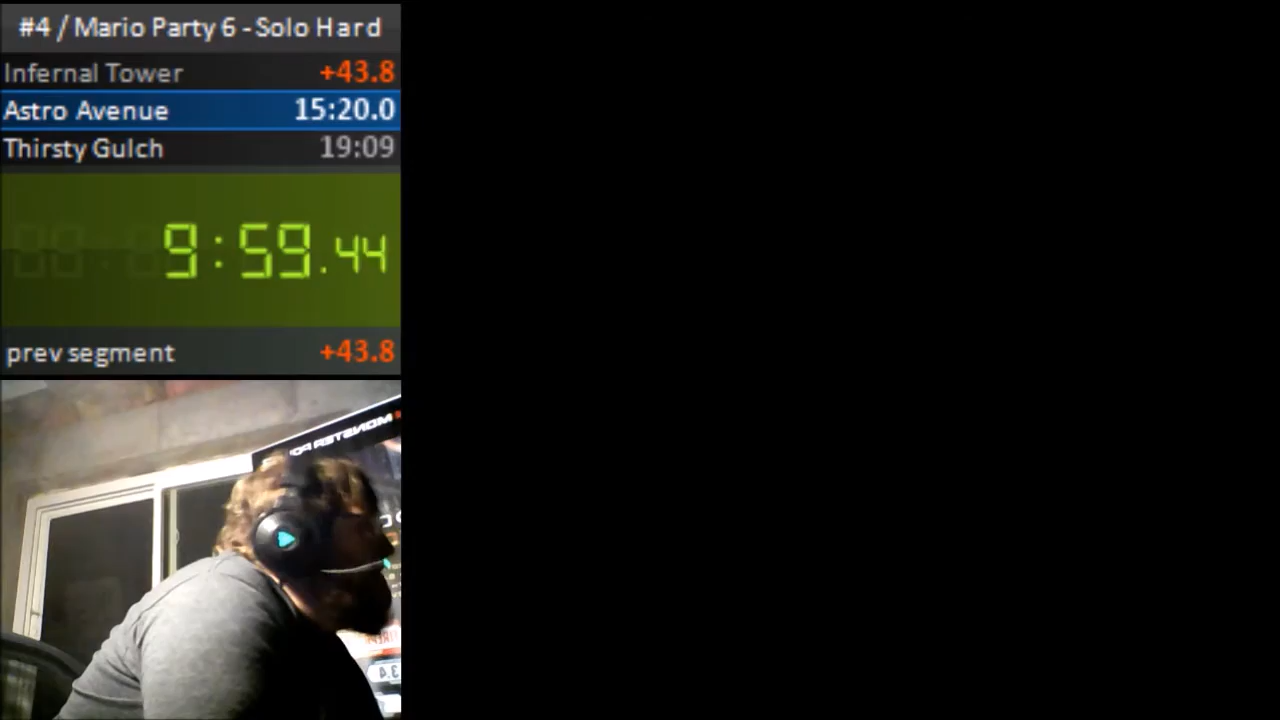 #4 / Mario Party 6 - Solo Hard
Infernal Tower +43.8
Astro Avenue 15:20.0
Thirsty Gulch 19:09
9:59.44
prev segment +43.8
MONSTER